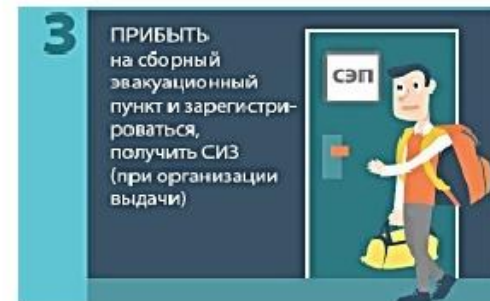 3
ПРИБЫТЬ
на сборный
эвакуационный
пункт и зарегистри-
роваться,
получить СИЗ
(при организации
выдачи)
СЭП